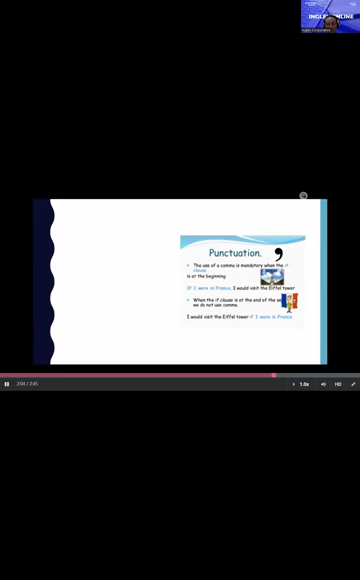 INGLES ONLINE
Ingles Corporativo
Punctuation.
,
• The use of a comma is mandatory when the if
clause
is at the beginning
If I were in France, I would visit the Eiffel tower
• When the if clause is at the end of the se
we do not use comma.
I would visit the Eiffel tower if I were in France
2:04 / 2:45
1.0x
HD